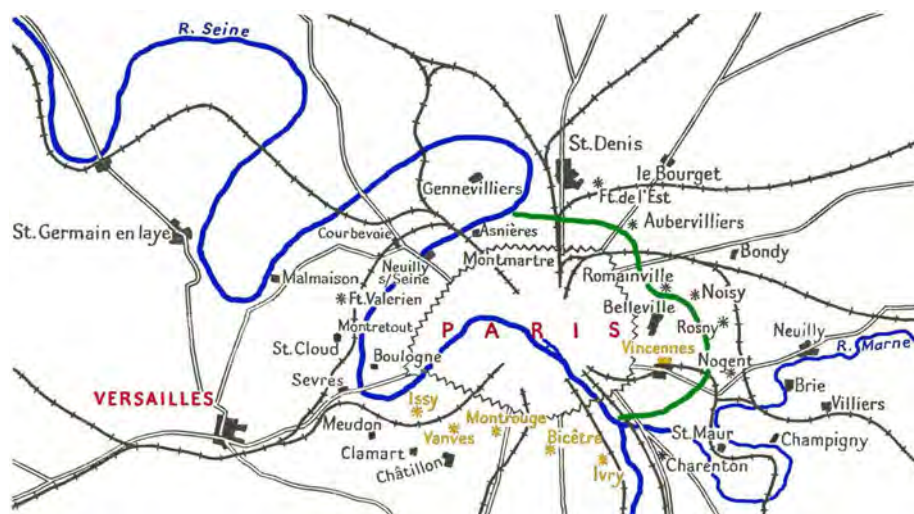 R. Seine
St. Denis
le Bourget
Gennevilliers
Ft. de l'Est
Aubervilliers
St. Germain en laye
Courbevoie
Asnières
Bondy
Montmartre
Malmaison
Neuilly
s/Seine
Romainville
Ft. Valerien
Noisy
Belleville
Montretout
PARIS
Rosny
Neuilly
R. Marne
St. Cloud
Boulogne
Vincennes
Nogent
Sevres
Brie
VERSAILLES
Issy
Villiers
Meudon
Vanves
Montrouge
Bicêtre
St. Maur
Champigny
Clamart
Châtillon
Ivry
Charenton